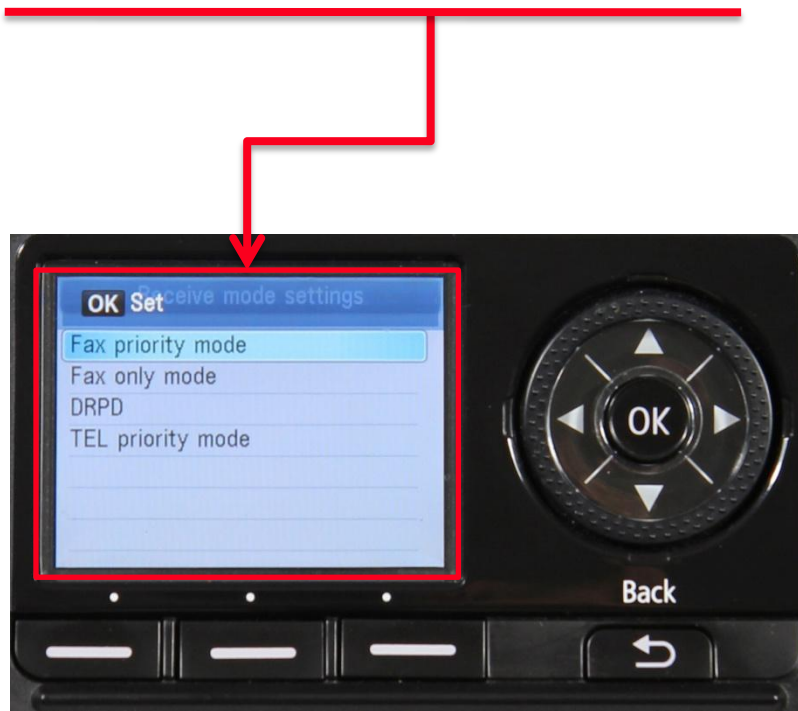 OK Set Receive mode settings
Fax priority mode
Fax only mode
DRPD
TEL priority mode
OK
Back